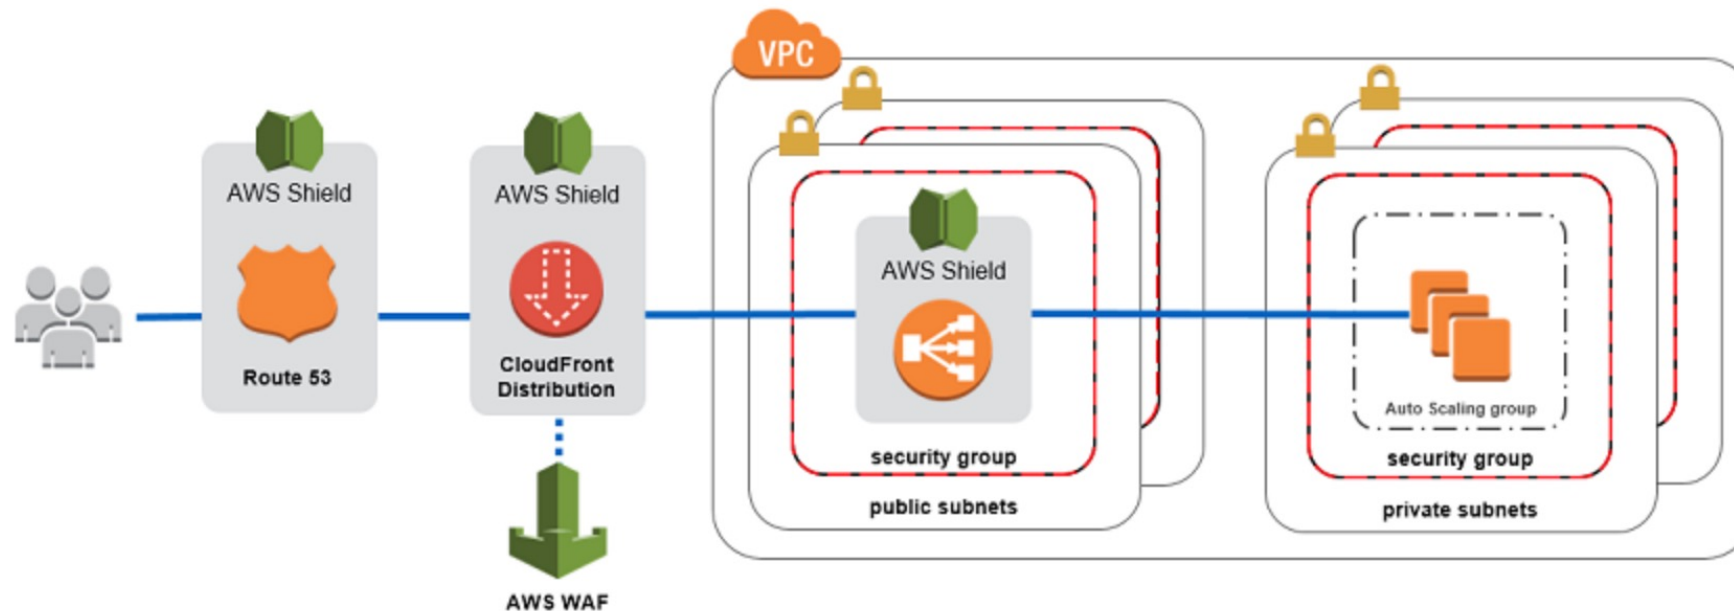 VPC
AWS Shield
Route 53
AWS Shield
CloudFront
Distribution
AWS WAF
AWS Shield
security group
public subnets
Auto Scaling group
security group
private subnets